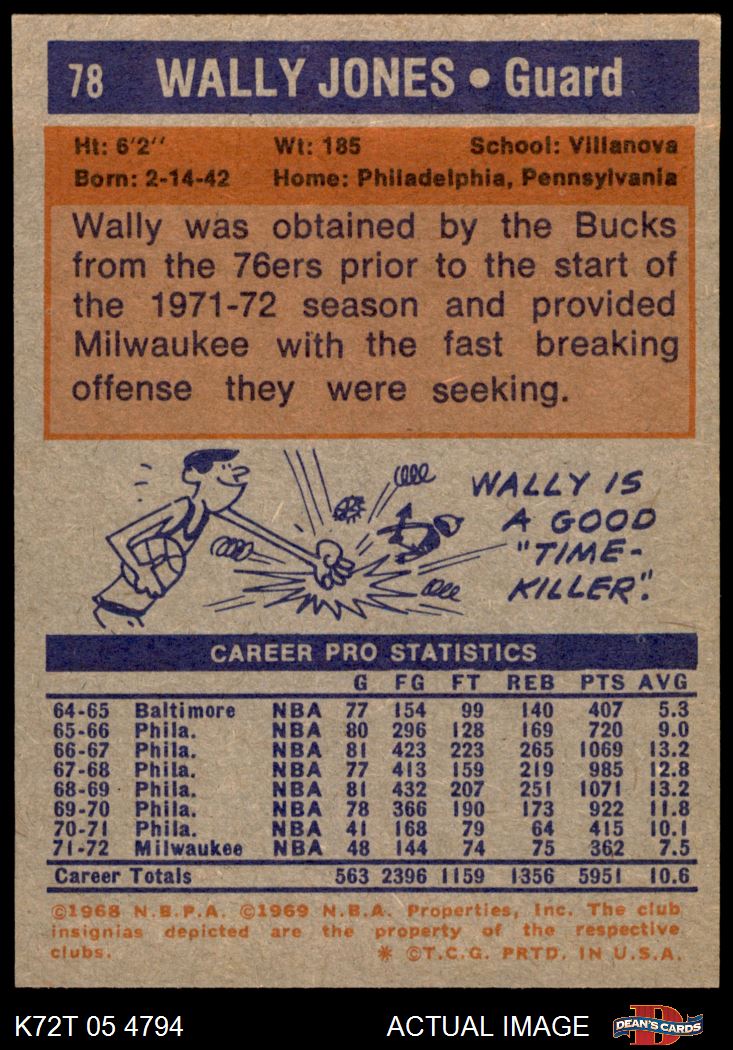 78 WALLY JONES • Guard
Ht: 6'2'' Wt: 185 School: Villanova
Born: 2-14-42 Home: Philadelphia, Pennsylvania
Wally was obtained by the Bucks
from the 76ers prior to the start of
the 1971-72 season and provided
Milwaukee with the fast breaking
offense they were seeking.
WALLY IS
A GOOD
"TIME-
KILLER".
CAREER PRO STATISTICS
G FG FT REB PTS AVG
64-65 Baltimore NBA 77 154 99 140 407 5.3
65-66 Phila. NBA 80 296 128 169 720 9.0
66-67 Phila. NBA 81 423 223 265 1069 13.2
67-68 Phila. NBA 77 413 159 219 985 12.8
68-69 Phila. NBA 81 432 207 251 1071 13.2
69-70 Phila. NBA 78 366 190 173 922 11.8
70-71 Phila. NBA 41 168 79 64 415 10.1
71-72 Milwaukee NBA 48 144 74 75 362 7.5
Career Totals 563 2396 1159 1356 5951 10.6
©1968 N.B.P.A. ©1969 N.B.A. Properties, Inc. The club
insignias depicted are the property of the respective
clubs. * ©T.C.G. PRTD. IN U.S.A.
K72T 05 4794 ACTUAL IMAGE D DEAN'S CARDS